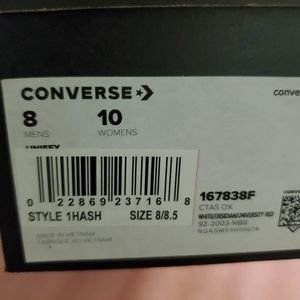 CONVERSE
conve
8 10
MENS WOMENS
UNISEX
0 22869 23716 8
STYLE 1HASH SIZE 8/8.5
167838F
CTAS OX
WHITE/OBSIDIAN/UNIVERSITY RED
MADE IN VIETNAM
FABRIQUE AU VIETNAM